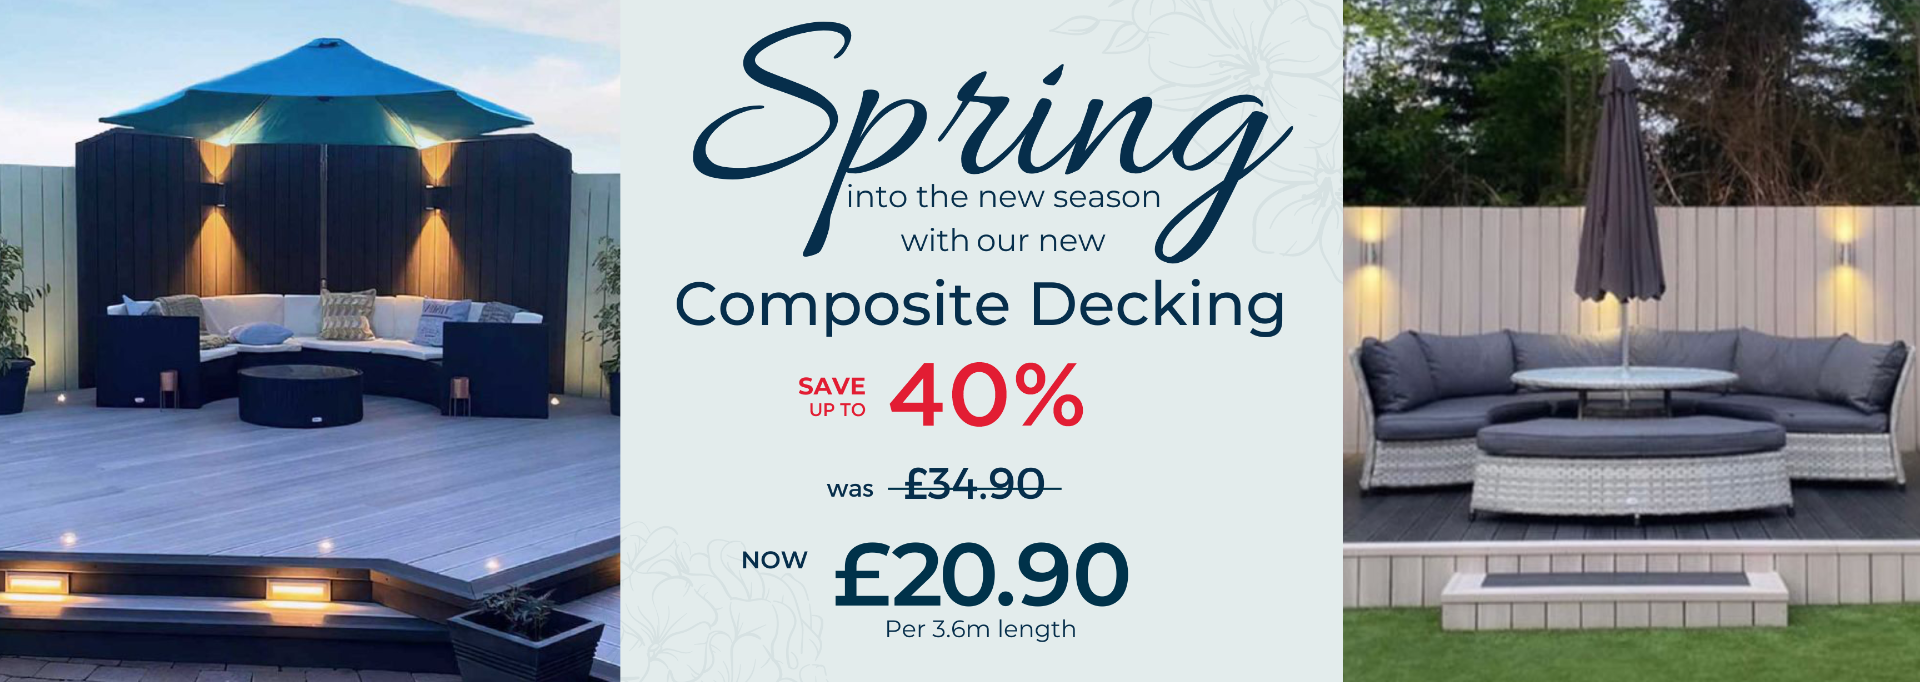 Spring
into the new season
with our new
Composite Decking
SAVE
UP TO
40%
was £34.90
NOW £20.90
Per 3.6m length